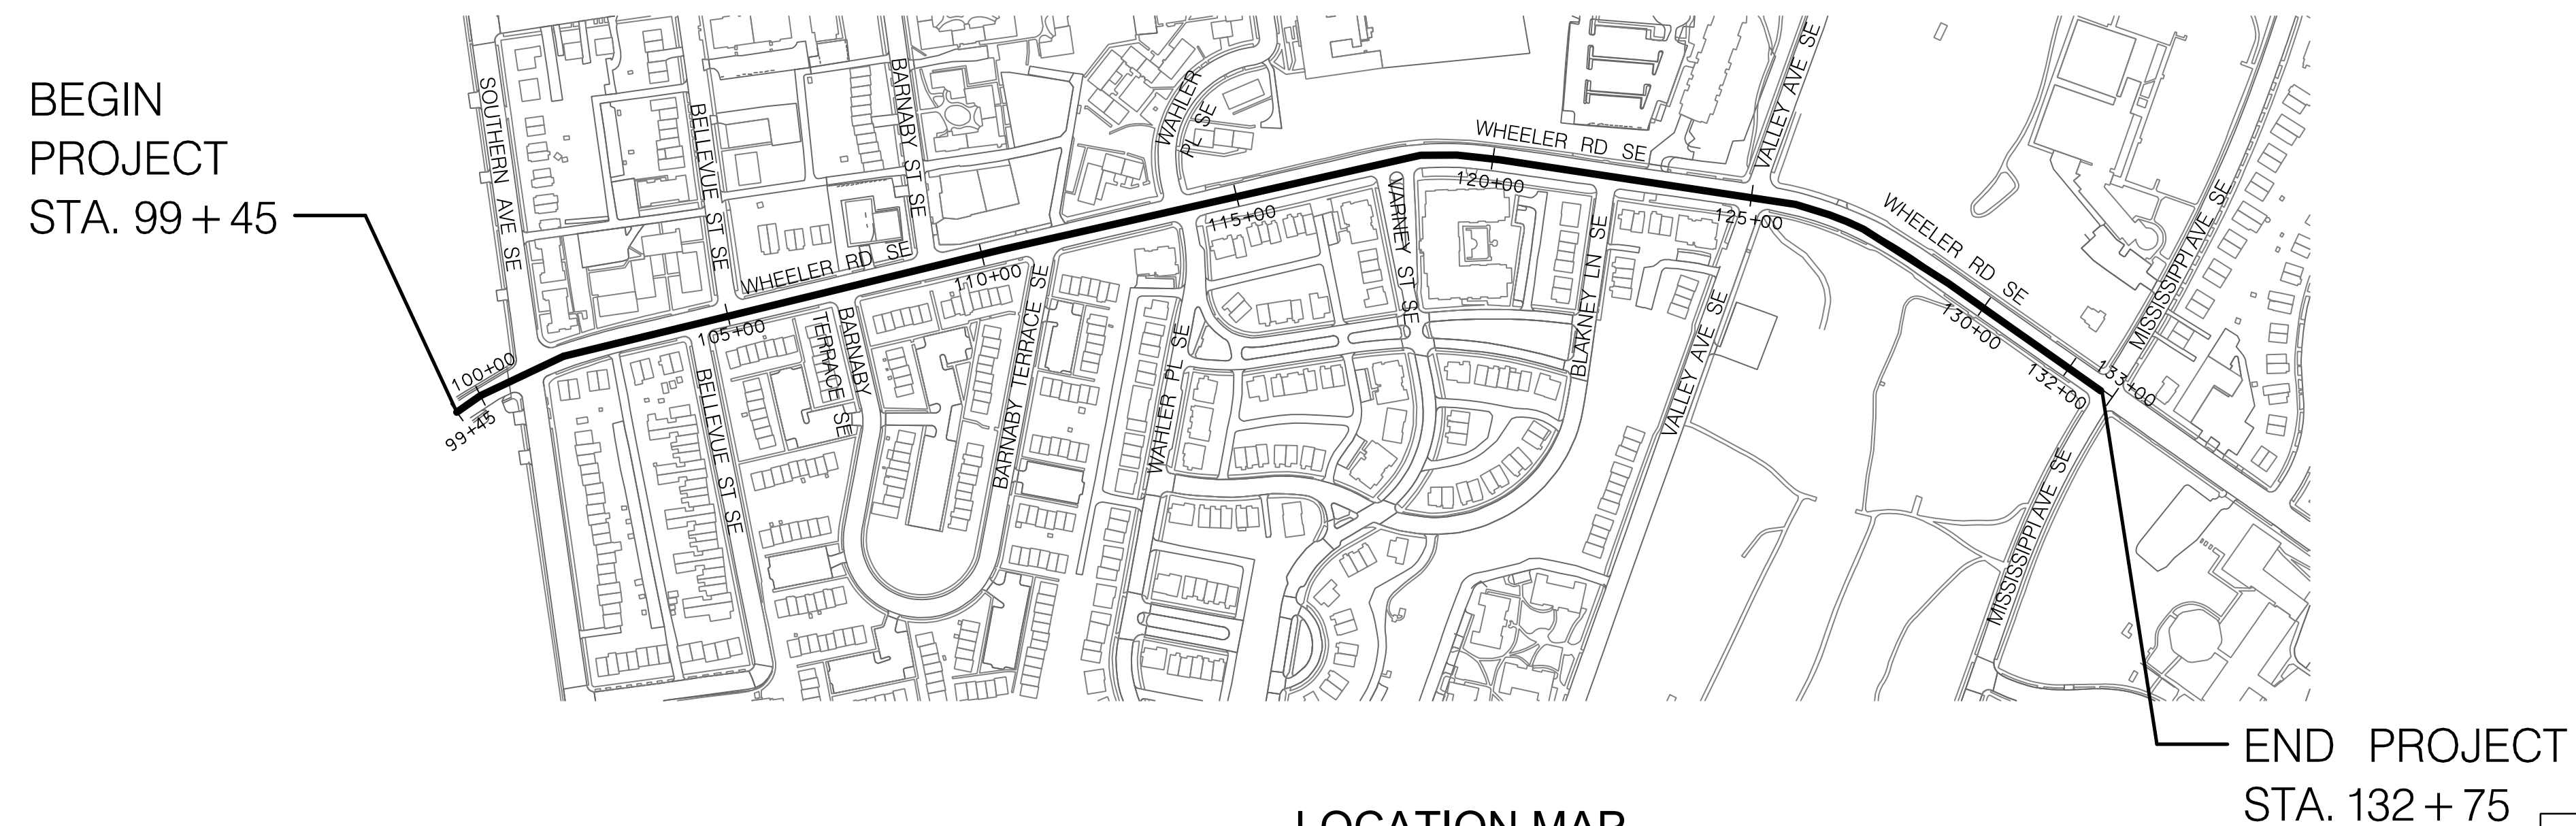 BEGIN
PROJECT
STA. 99+45
SOUTHERN AVE SE
BELLEVUE ST SE
BARNABY ST SE
WAHLER
PL SE
WHEELER RD SE
VALLEY AVE SE
WHEELER RD SE
MISSISSIPPI AVE SE
WHEELER RD SE
99+45
100+00
105+00
110+00
115+00
120+00
125+00
130+00
132+00
133+00
BELLEVUE ST SE
BARNABY
TERRACE SE
BARNABY TERRACE SE
WAHLER PL SE
VARNEY ST SE
BLAKNEY LN SE
VALLEY AVE SE
MISSISSIPPI AVE SE
END PROJECT
STA. 132+75
LOCATION MAP